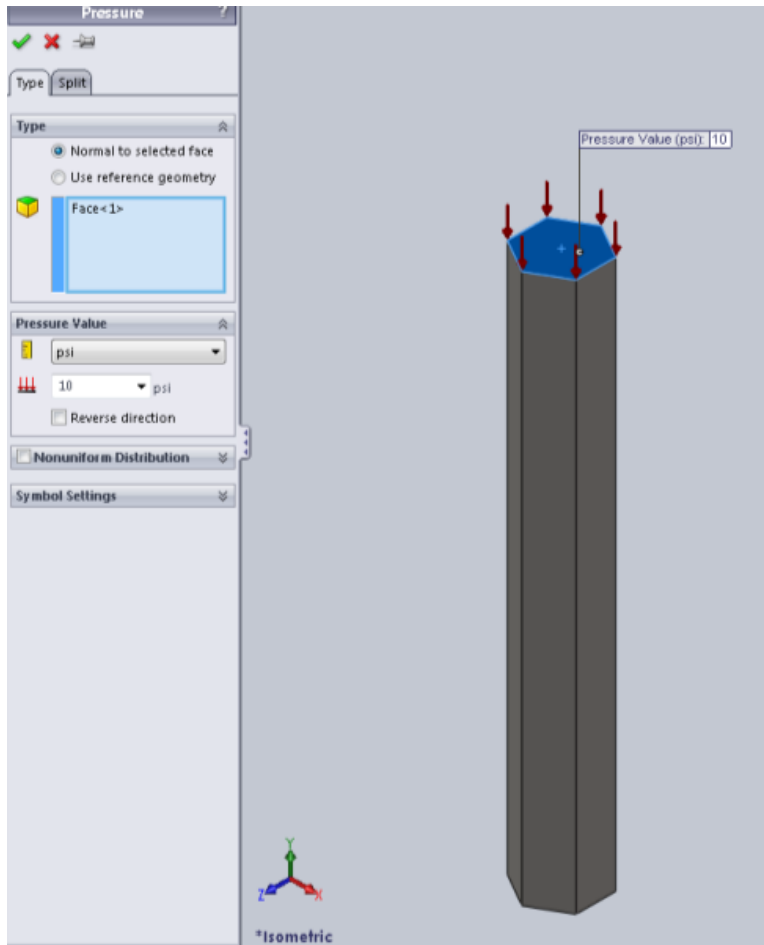 Pressure ?
Type Split
Type
Normal to selected face
Use reference geometry
Face<1>
Pressure Value
psi
10 psi
Reverse direction
Nonuniform Distribution
Symbol Settings
Pressure Value (psi): 10
Y
Z X
*Isometric